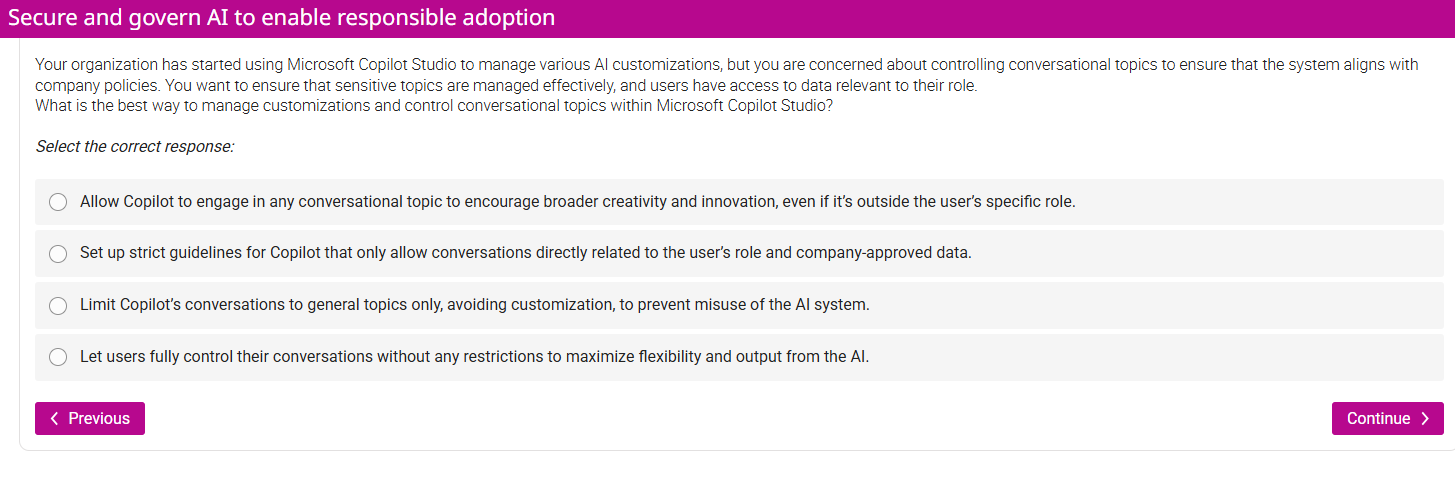 Secure and govern AI to enable responsible adoption
Your organization has started using Microsoft Copilot Studio to manage various AI customizations, but you are concerned about controlling conversational topics to ensure that the system aligns with
company policies. You want to ensure that sensitive topics are managed effectively, and users have access to data relevant to their role.
What is the best way to manage customizations and control conversational topics within Microsoft Copilot Studio?
Select the correct response:
Allow Copilot to engage in any conversational topic to encourage broader creativity and innovation, even if it’s outside the user’s specific role.
Set up strict guidelines for Copilot that only allow conversations directly related to the user’s role and company-approved data.
Limit Copilot’s conversations to general topics only, avoiding customization, to prevent misuse of the AI system.
Let users fully control their conversations without any restrictions to maximize flexibility and output from the AI.
Previous
Continue